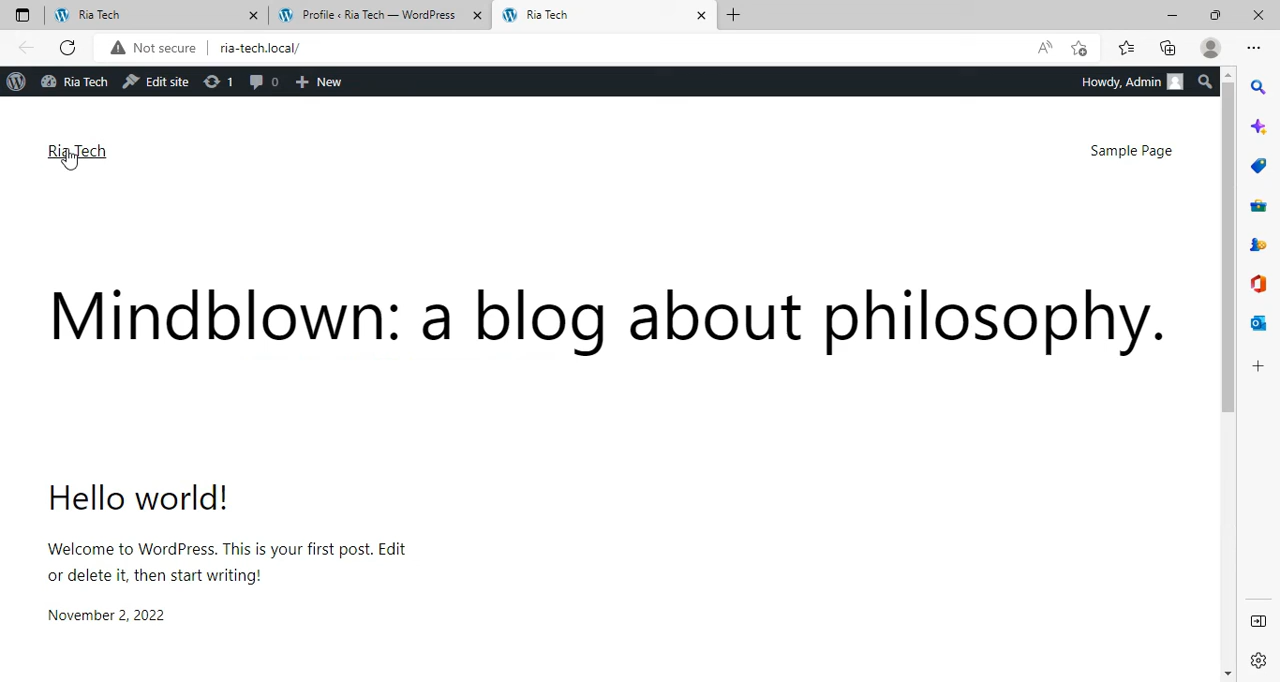 Ria Tech
Profile ‹ Ria Tech — WordPress
Ria Tech
Not secure
ria-tech.local/
Ria Tech
Edit site
1
0
New
Howdy, Admin
Ria Tech
Sample Page
Mindblown: a blog about philosophy.
Hello world!
Welcome to WordPress. This is your first post. Edit
or delete it, then start writing!
November 2, 2022